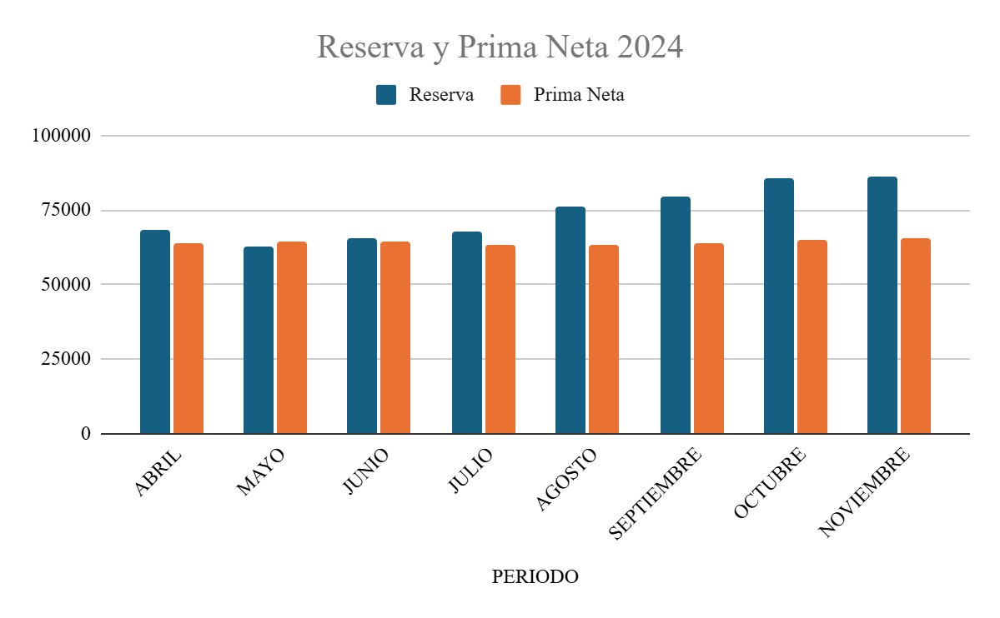 Reserva y Prima Neta 2024
Reserva
Prima Neta
100000
75000
50000
25000
0
ABRIL
MAYO
JUNIO
JULIO
AGOSTO
SEPTIEMBRE
OCTUBRE
NOVIEMBRE
PERIODO